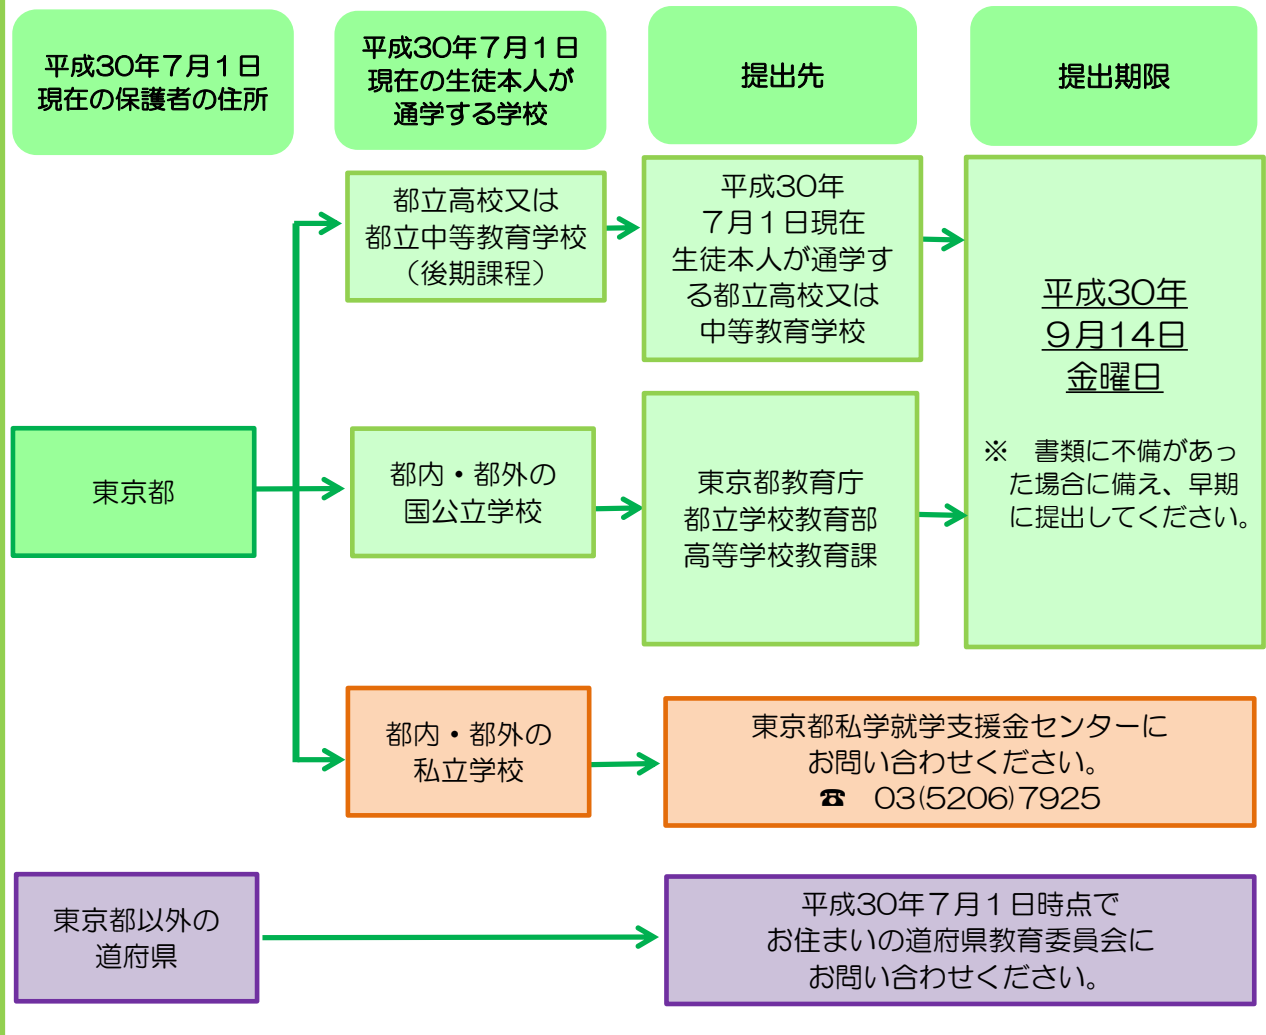 平成30年7月1日
現在の保護者の住所
平成30年7月1日
現在の生徒本人が
通学する学校
提出先
提出期限
都立高校又は
都立中等教育学校
（後期課程）
平成30年
7月1日現在
生徒本人が通学す
る都立高校又は
中等教育学校
平成30年
9月14日
金曜日
※　書類に不備があっ
た場合に備え、早期
に提出してください。
東京都
都内・都外の
国公立学校
東京都教育庁
都立学校教育部
高等学校教育課
都内・都外の
私立学校
東京都私学就学支援金センターに
お問い合わせください。
☎　03(5206)7925
東京都以外の
道府県
平成30年7月1日時点で
お住まいの道府県教育委員会に
お問い合わせください。